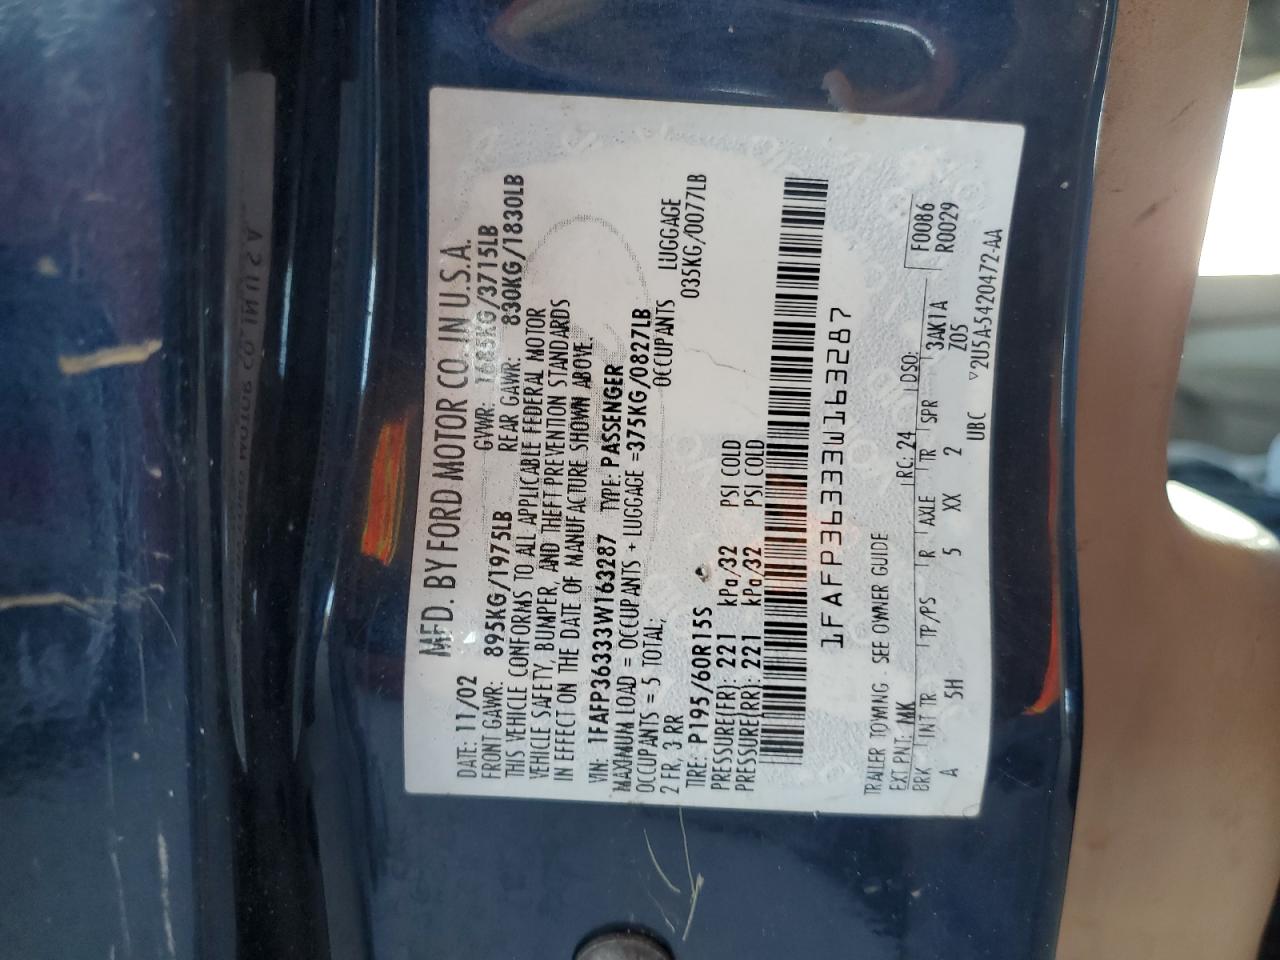 MFD. BY FORD MOTOR CO. IN U.S.A.
DATE: 11/02 GVWR: 1685KG/3715LB
FRONT GAWR: 895KG/1975LB REAR GAWR: 830KG/1830LB
THIS VEHICLE CONFORMS TO ALL APPLICABLE FEDERAL MOTOR
VEHICLE SAFETY, BUMPER, AND THEFT PREVENTION STANDARDS
IN EFFECT ON THE DATE OF MANUFACTURE SHOWN ABOVE.
VIN: 1FAFP36333W163287 TYPE: PASSENGER
MAXIMUM LOAD = OCCUPANTS + LUGGAGE =375KG/0827LB
OCCUPANTS = 5 TOTAL; OCCUPANTS LUGGAGE
2 FR, 3 RR 035KG/0077LB
TIRE: P195/60R15S
PRESSURE(FR): 221 kPa/32 PSI COLD
PRESSURE(RR): 221 kPa/32 PSI COLD
1FAFP36333W163287
TRAILER TOWING - SEE OWNER GUIDE
EXT PNT: MK RC: 24 DSO: F0086
BRK INT TR TP/PS R AXLE TR SPR 3AK1A R0029
A 5H 5 XX 2 Z05
UBC ▽2U5A-5420472-AA